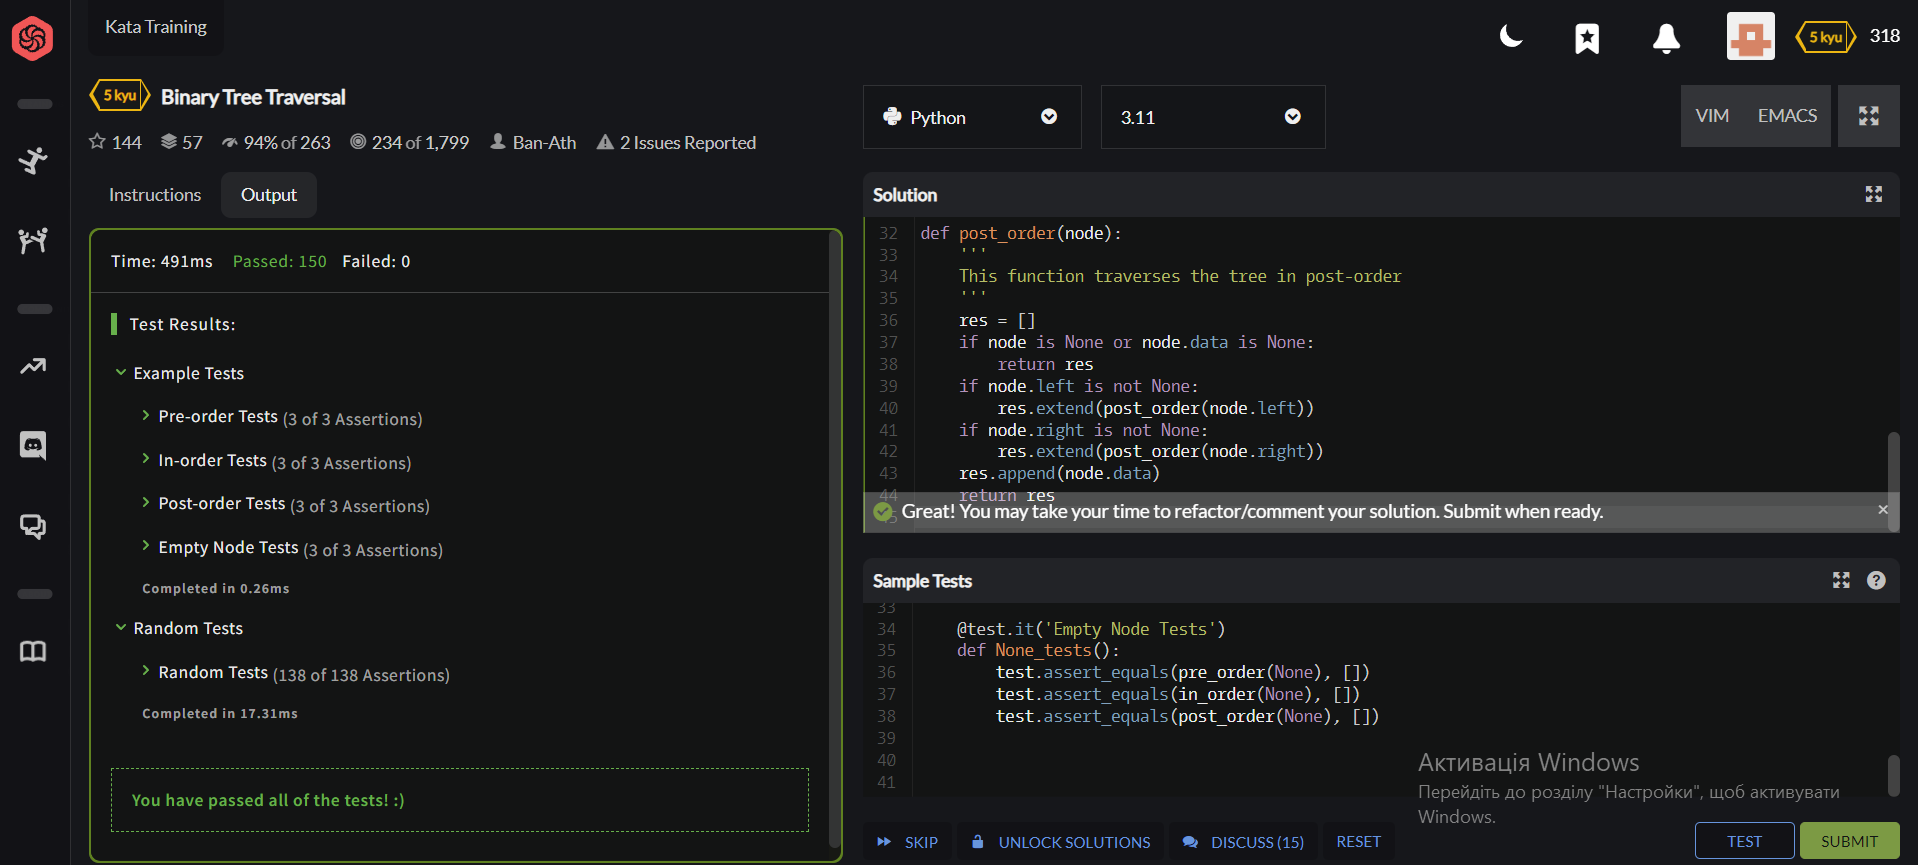 Kata Training
5 kyu 318
5 kyu Binary Tree Traversal
144 57 94% of 263 234 of 1,799 Ban-Ath 2 Issues Reported
Python 3.11 VIM EMACS
Instructions Output
Time: 491ms Passed: 150 Failed: 0
Test Results:
Example Tests
Pre-order Tests (3 of 3 Assertions)
In-order Tests (3 of 3 Assertions)
Post-order Tests (3 of 3 Assertions)
Empty Node Tests (3 of 3 Assertions)
Completed in 0.26ms
Random Tests
Random Tests (138 of 138 Assertions)
Completed in 17.31ms
You have passed all of the tests! :)
Solution
32 def post_order(node):
33     '''
34     This function traverses the tree in post-order
35     '''
36     res = []
37     if node is None or node.data is None:
38         return res
39     if node.left is not None:
40         res.extend(post_order(node.left))
41     if node.right is not None:
42         res.extend(post_order(node.right))
43     res.append(node.data)
44     return res
45
Great! You may take your time to refactor/comment your solution. Submit when ready.
Sample Tests
33
34     @test.it('Empty Node Tests')
35     def None_tests():
36         test.assert_equals(pre_order(None), [])
37         test.assert_equals(in_order(None), [])
38         test.assert_equals(post_order(None), [])
39
40
41
Активація Windows
Перейдіть до розділу "Настройки", щоб активувати
Windows.
SKIP UNLOCK SOLUTIONS DISCUSS (15) RESET TEST SUBMIT